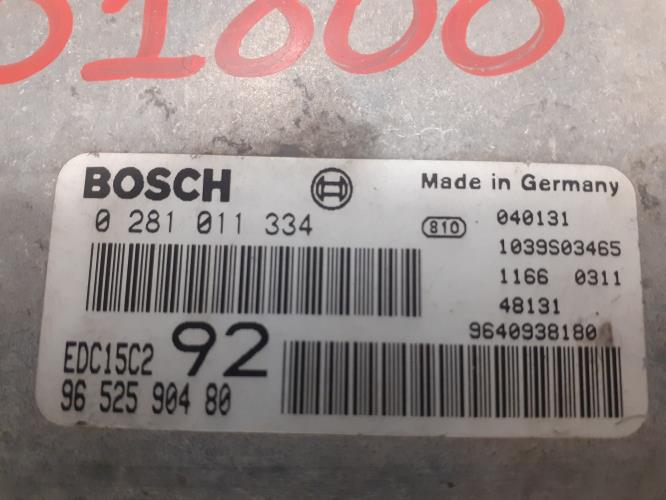 BOSCH
Made in Germany
0 281 011 334
810
040131
1039S03465
1166 0311
48131
9640938180
EDC15C2 92
96 525 904 80